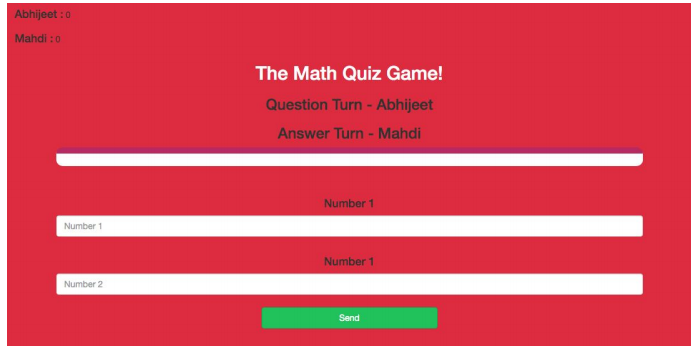 Abhijeet : 0
Mahdi : 0
The Math Quiz Game!
Question Turn - Abhijeet
Answer Turn - Mahdi
Number 1
Number 1
Number 1
Number 2
Send